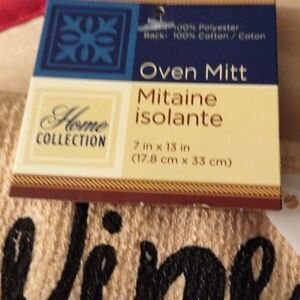 100% Polyester
Back- 100% Cotton / Coton
Oven Mitt
Mitaine
isolante
Home
COLLECTION
7 in x 13 in
(17.8 cm x 33 cm)